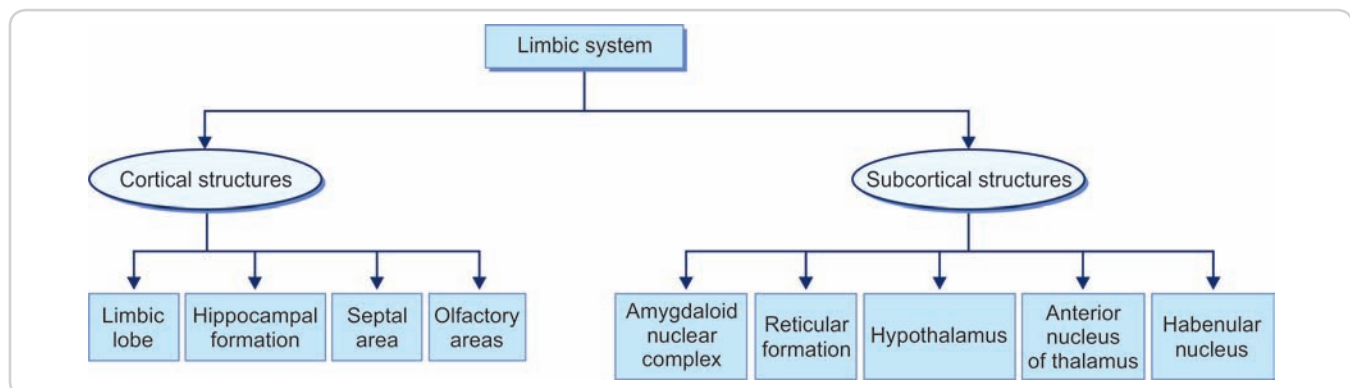 Limbic system
Cortical structures
Subcortical structures
Limbic
lobe
Hippocampal
formation
Septal
area
Olfactory
areas
Amygdaloid
nuclear
complex
Reticular
formation
Hypothalamus
Anterior
nucleus
of thalamus
Habenular
nucleus